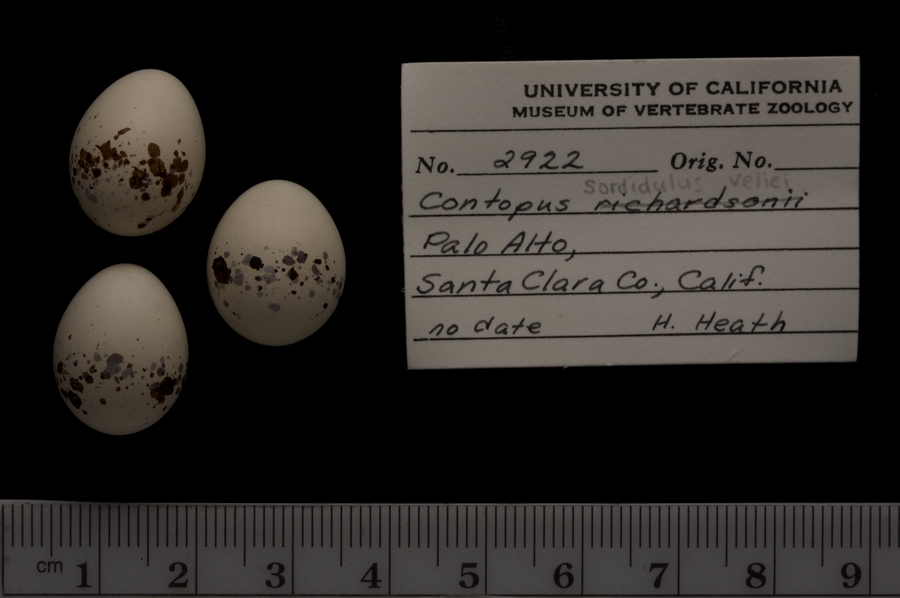 UNIVERSITY OF CALIFORNIA
MUSEUM OF VERTEBRATE ZOOLOGY
No. 2922 Orig. No.
sordidulus veliei
Contopus richardsonii
Palo Alto,
Santa Clara Co., Calif.
no date H. Heath
cm 1 2 3 4 5 6 7 8 9